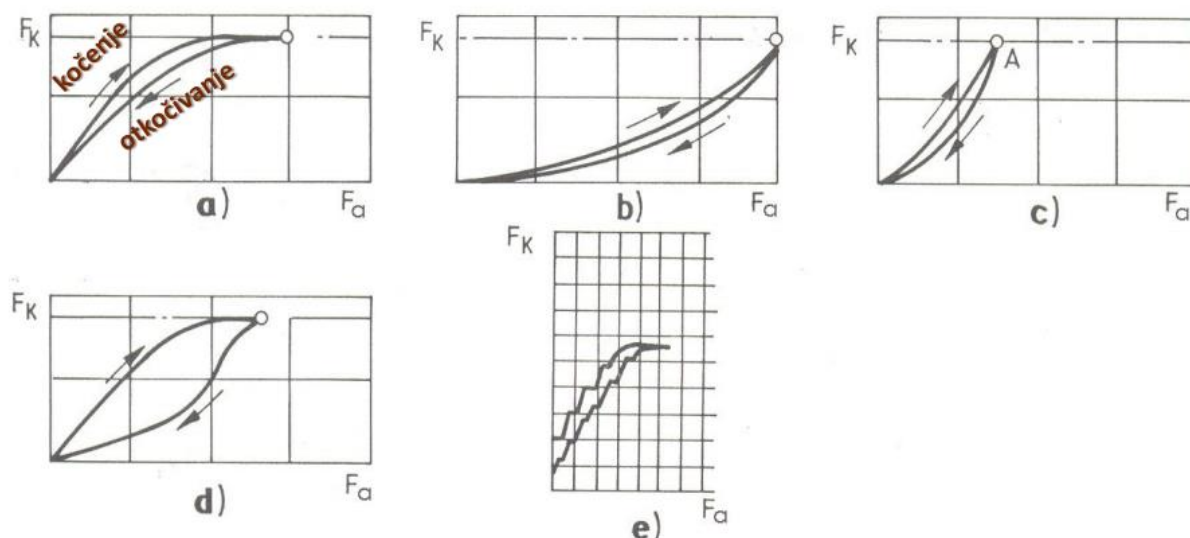 F_K
kočenje
otkočivanje
F_a
a)
F_K
F_a
b)
F_K
A
F_a
c)
F_K
F_a
d)
F_K
F_a
e)